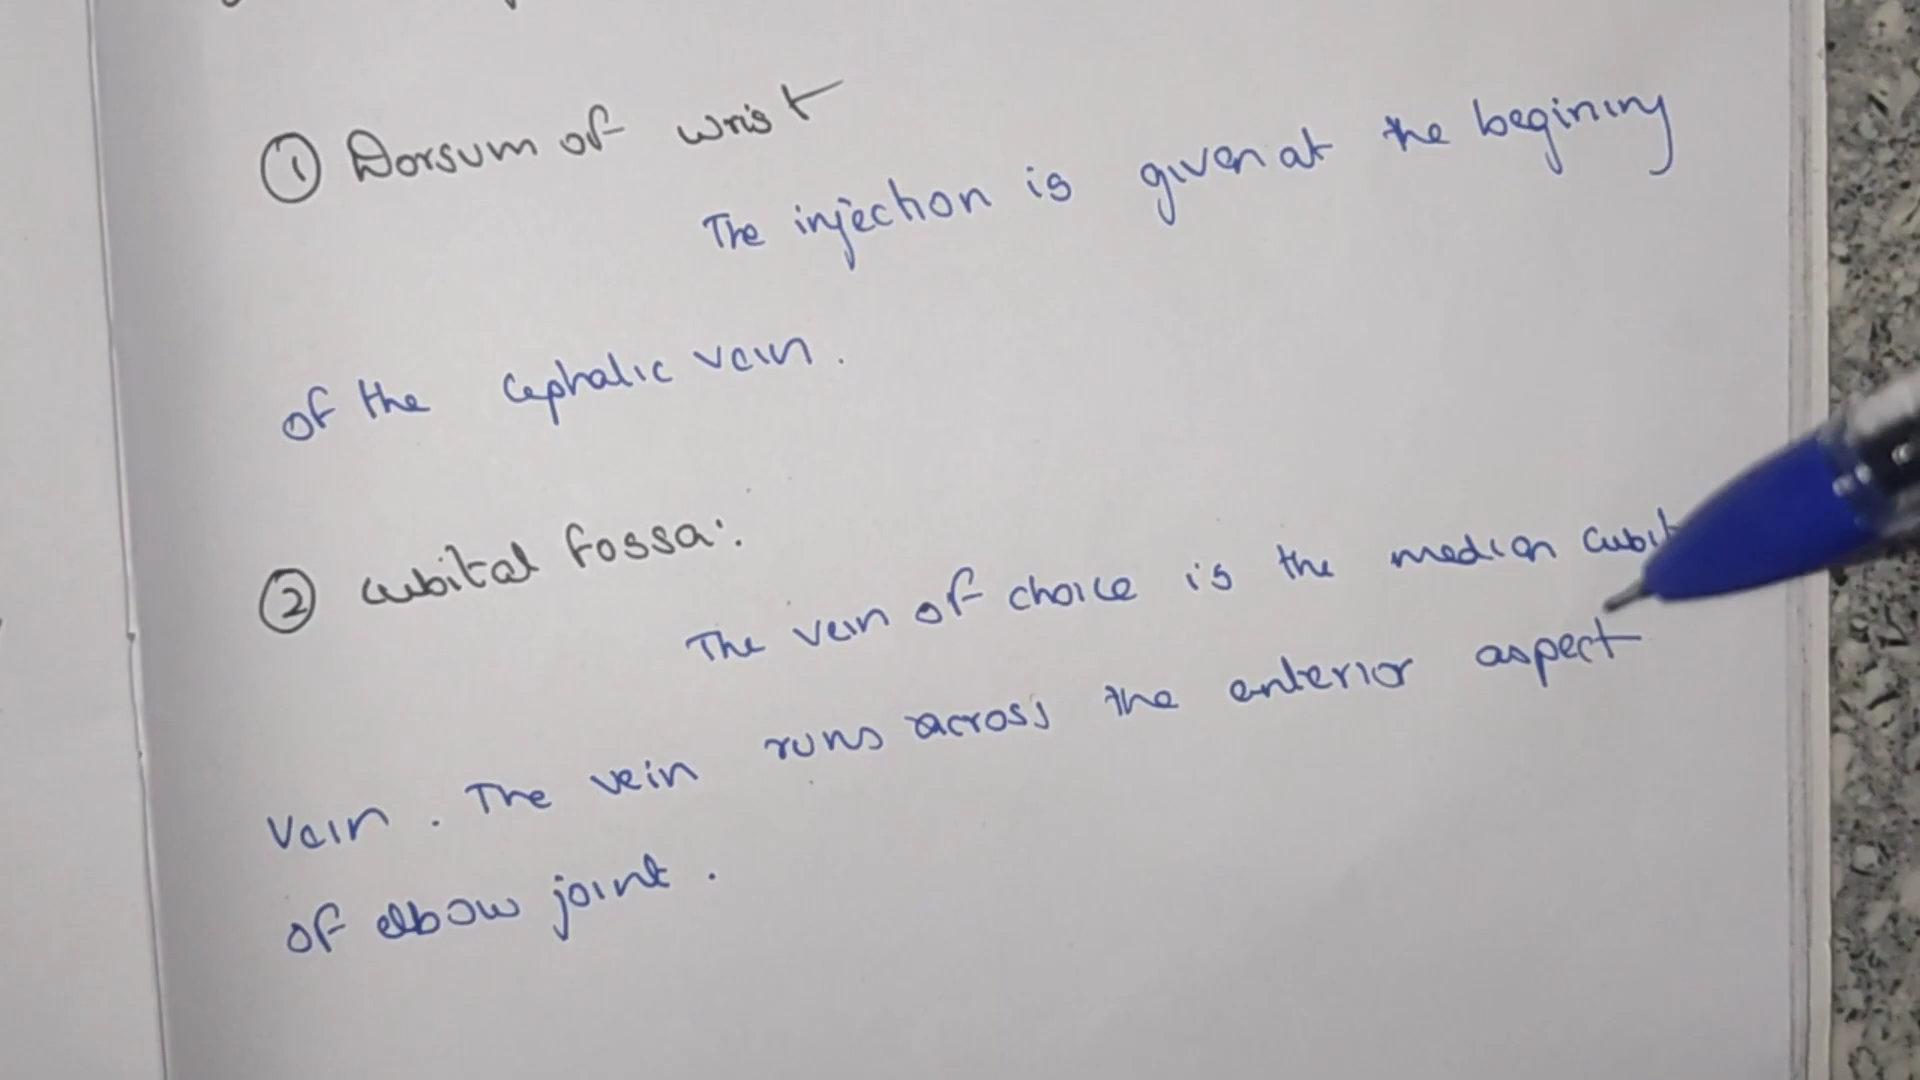 ① Dorsum of wrist
The injection is given at the begining
of the cephalic vein.
② cubital fossa:
The vein of choice is the median cubit
vein. The vein runs across the anterior aspect
of elbow joint.